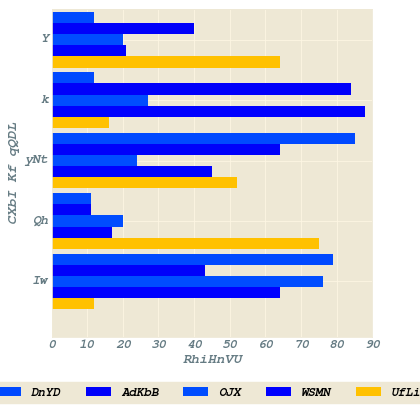 Y
k
yNt
Qh
Iw
CXbI Kf qQDL
0 10 20 30 40 50 60 70 80 90
RhiHnVU
DnYD AdKbB OJX WSMN UfLi